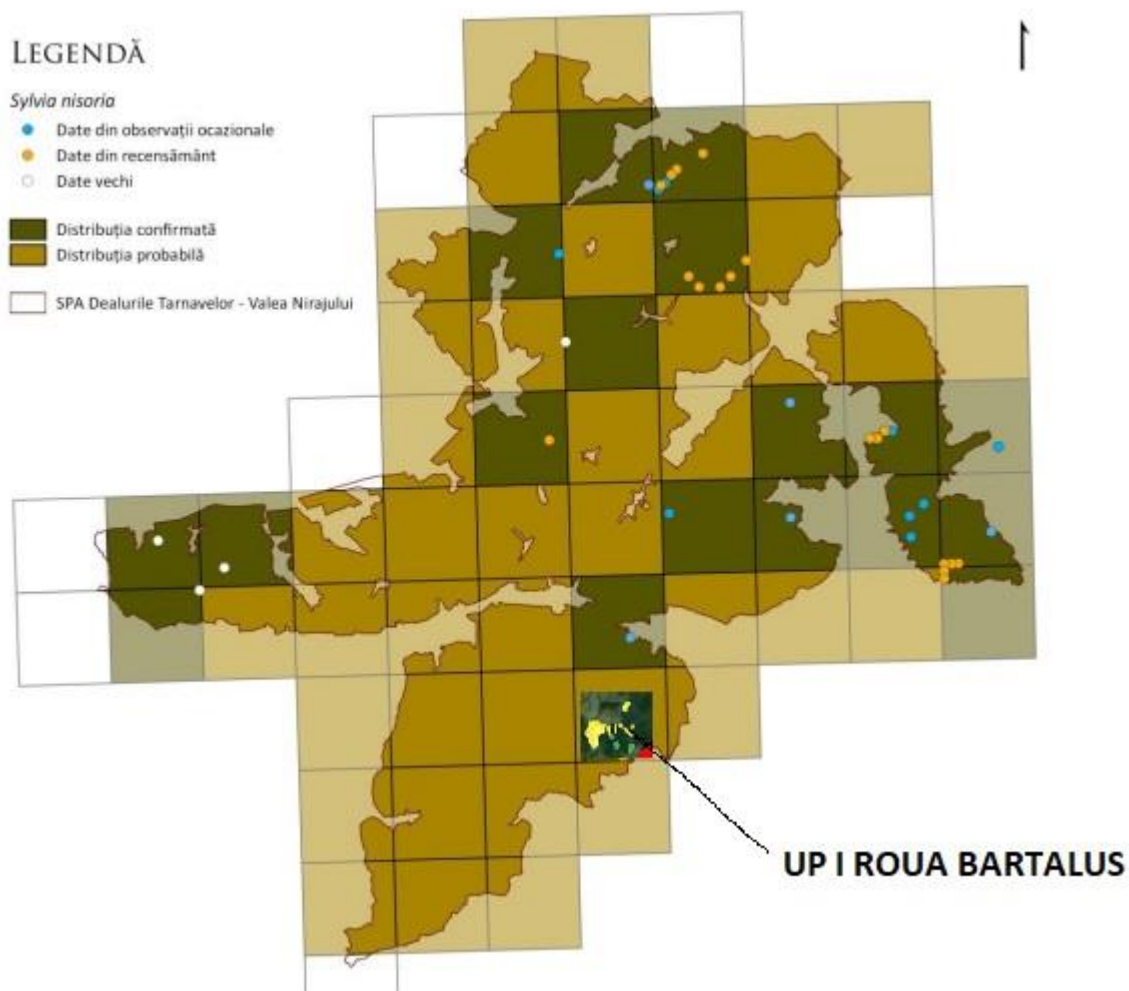 LEGENDĂ
Sylvia nisoria
Date din observații ocazionale
Date din recensământ
Date vechi
Distribuția confirmată
Distribuția probabilă
SPA Dealurile Tarnavelor - Valea Nirajului
UP I ROUA BARTALUS